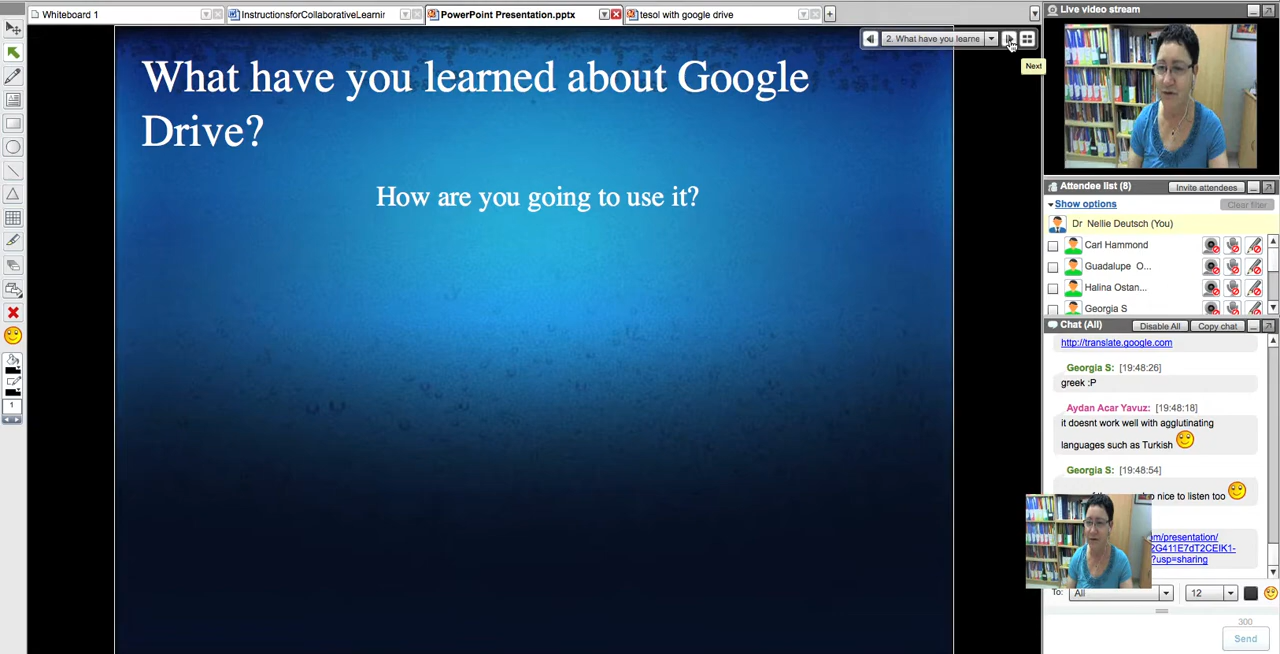 Whiteboard 1
InstructionsforCollaborativeLearnin
PowerPoint Presentation.pptx
tesol with google drive
2. What have you learne
Next
What have you learned about Google
Drive?
How are you going to use it?
1
Live video stream
Attendee list (8)
Invite attendees
Show options
Clear filter
Dr Nellie Deutsch (You)
Carl Hammond
Guadalupe O...
Halina Ostan...
Georgia S
Chat (All)
Disable All
Copy chat
http://translate.google.com
Georgia S: [19:48:26]
greek :P
Aydan Acar Yavuz: [19:48:18]
it doesnt work well with agglutinating
languages such as Turkish
Georgia S: [19:48:54]
nice to listen too
om/presentation/
2G411E7dT2CEIK1-
?usp=sharing
To:
All
12
300
Send